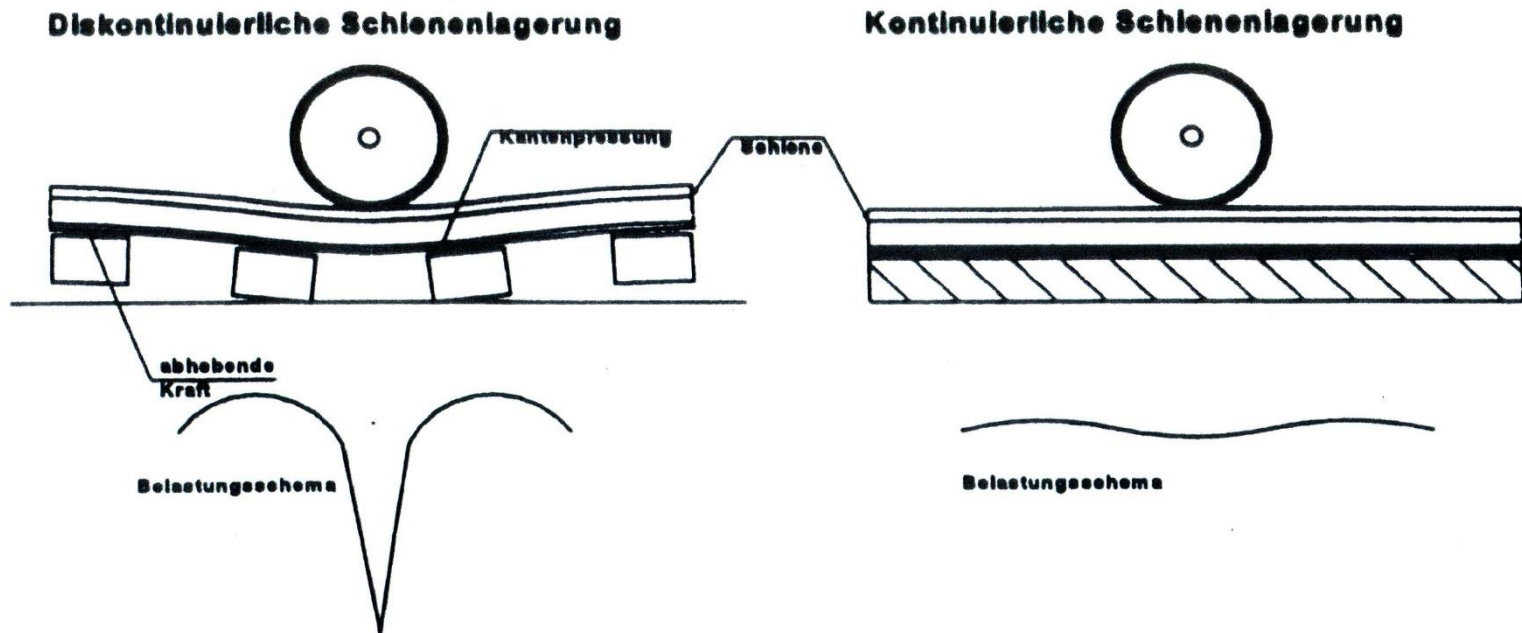 Diskontinuierliche Schienenlagerung
Kontinuierliche Schienenlagerung
Kantenpressung
Schiene
abhebende
Kraft
Belastungsschema
Belastungsschema